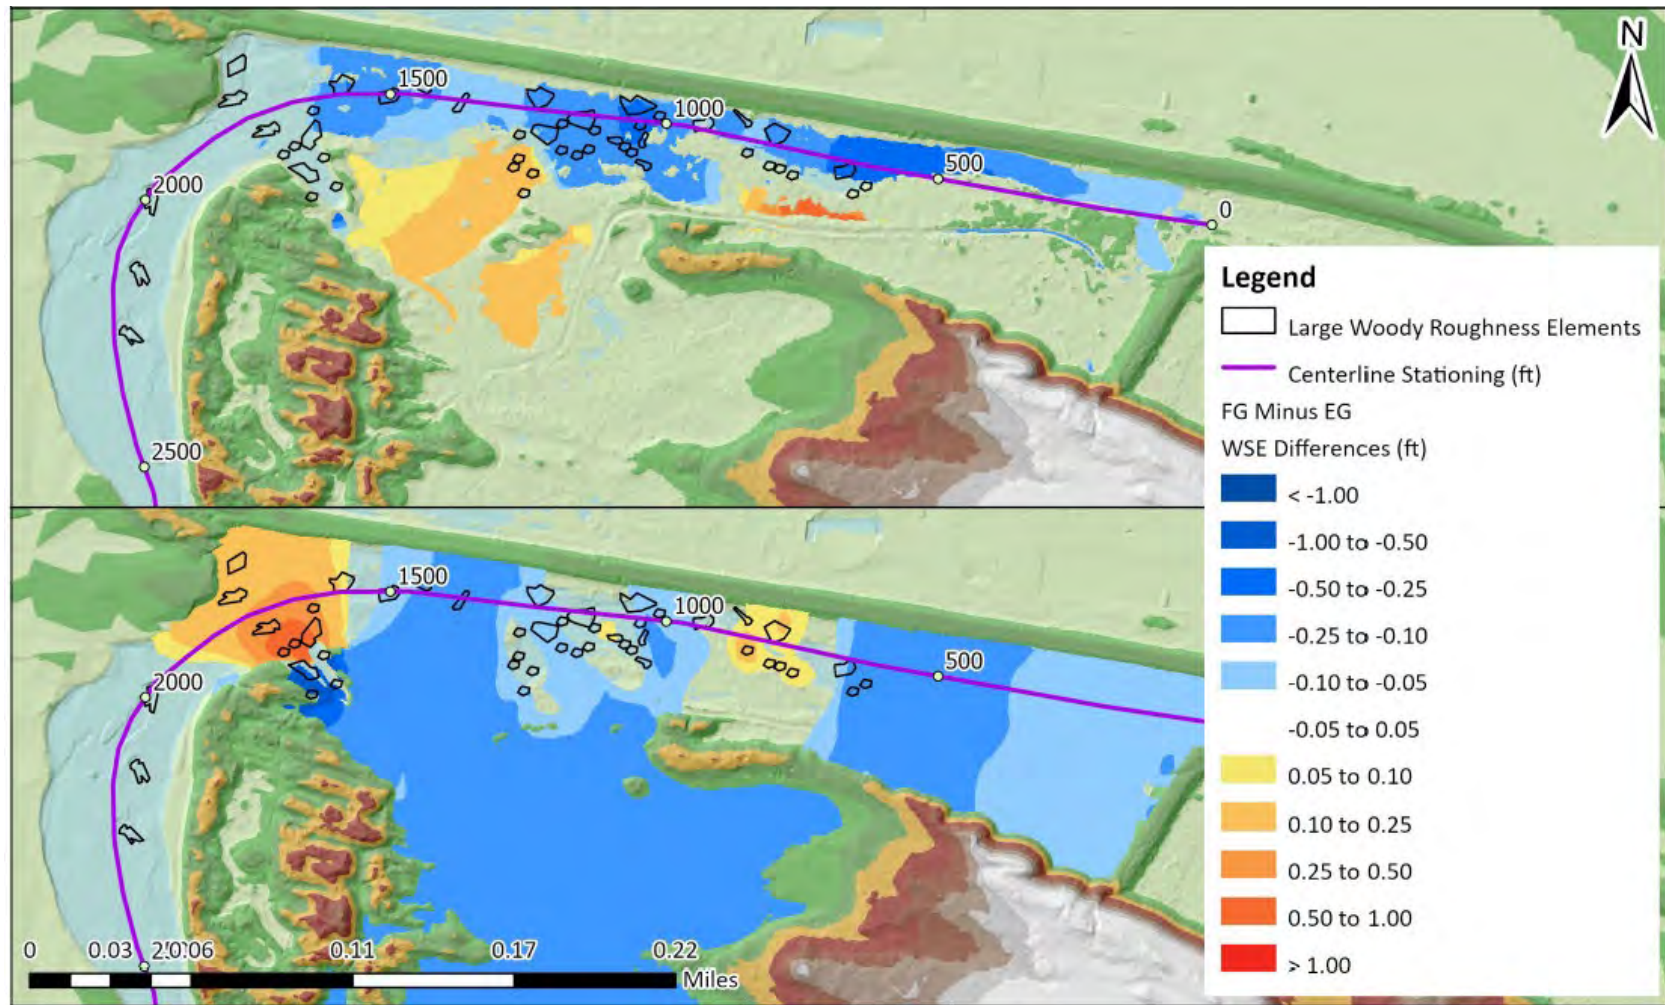 N
1500
1000
500
0
2000
2500
Legend
Large Woody Roughness Elements
Centerline Stationing (ft)
FG Minus EG
WSE Differences (ft)
< -1.00
-1.00 to -0.50
-0.50 to -0.25
-0.25 to -0.10
-0.10 to -0.05
-0.05 to 0.05
0.05 to 0.10
0.10 to 0.25
0.25 to 0.50
0.50 to 1.00
> 1.00
1500
1000
500
2000
0 0.03 0.06 0.11 0.17 0.22
Miles